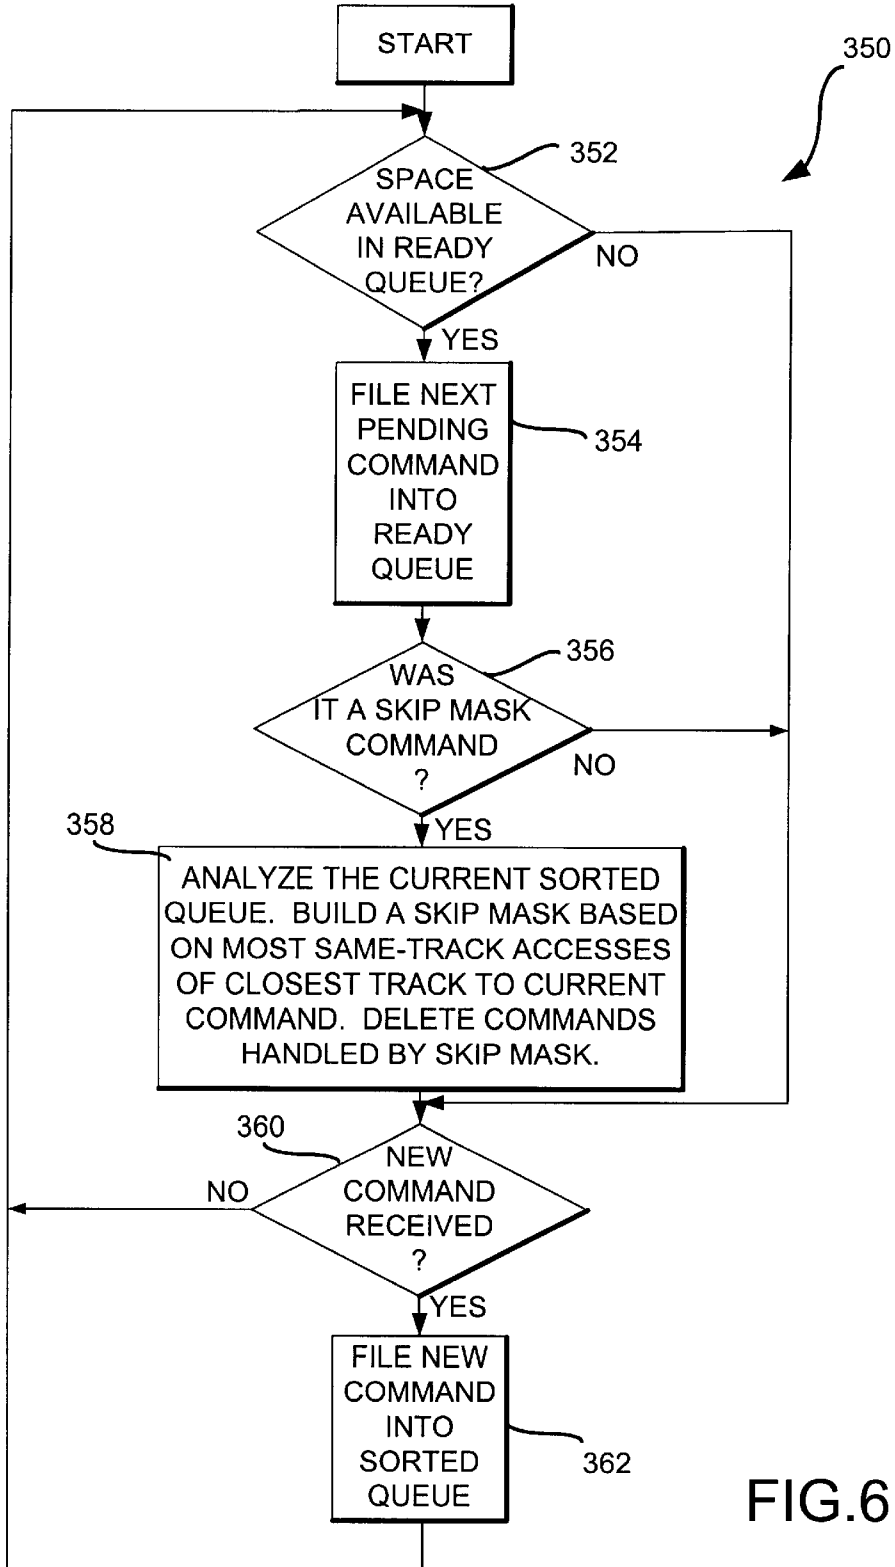 START
350
352
SPACE
AVAILABLE
IN READY
QUEUE?
NO
YES
FILE NEXT
PENDING
COMMAND
INTO
READY
QUEUE
354
WAS
IT A SKIP MASK
COMMAND
?
356
NO
YES
358
ANALYZE THE CURRENT SORTED
QUEUE. BUILD A SKIP MASK BASED
ON MOST SAME-TRACK ACCESSES
OF CLOSEST TRACK TO CURRENT
COMMAND. DELETE COMMANDS
HANDLED BY SKIP MASK.
360
NEW
COMMAND
RECEIVED
?
NO
YES
FILE NEW
COMMAND
INTO
SORTED
QUEUE
362
FIG.6